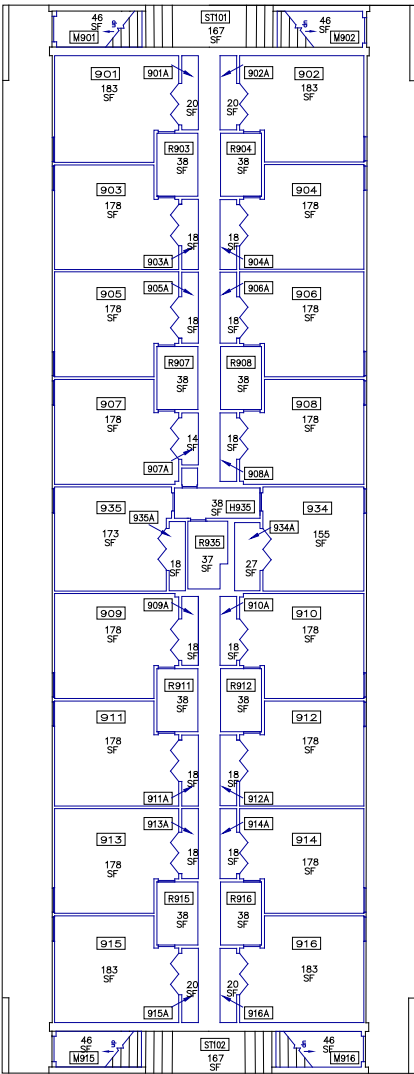 46 SF
M901
ST101
167 SF
46 SF
M902
901
183 SF
901A
20 SF
902A
20 SF
902
183 SF
R903
38 SF
R904
38 SF
903
178 SF
903A
18 SF
904A
18 SF
904
178 SF
905
178 SF
905A
18 SF
906A
18 SF
906
178 SF
R907
38 SF
R908
38 SF
907
178 SF
907A
14 SF
908A
18 SF
908
178 SF
935
173 SF
935A
18 SF
38 SF
H935
R935
37 SF
934A
27 SF
934
155 SF
909
178 SF
909A
18 SF
910A
18 SF
910
178 SF
R911
38 SF
R912
38 SF
911
178 SF
911A
18 SF
912A
18 SF
912
178 SF
913
178 SF
913A
18 SF
914A
18 SF
914
178 SF
R915
38 SF
R916
38 SF
915
183 SF
915A
20 SF
916A
20 SF
916
183 SF
46 SF
M915
ST102
167 SF
46 SF
M916